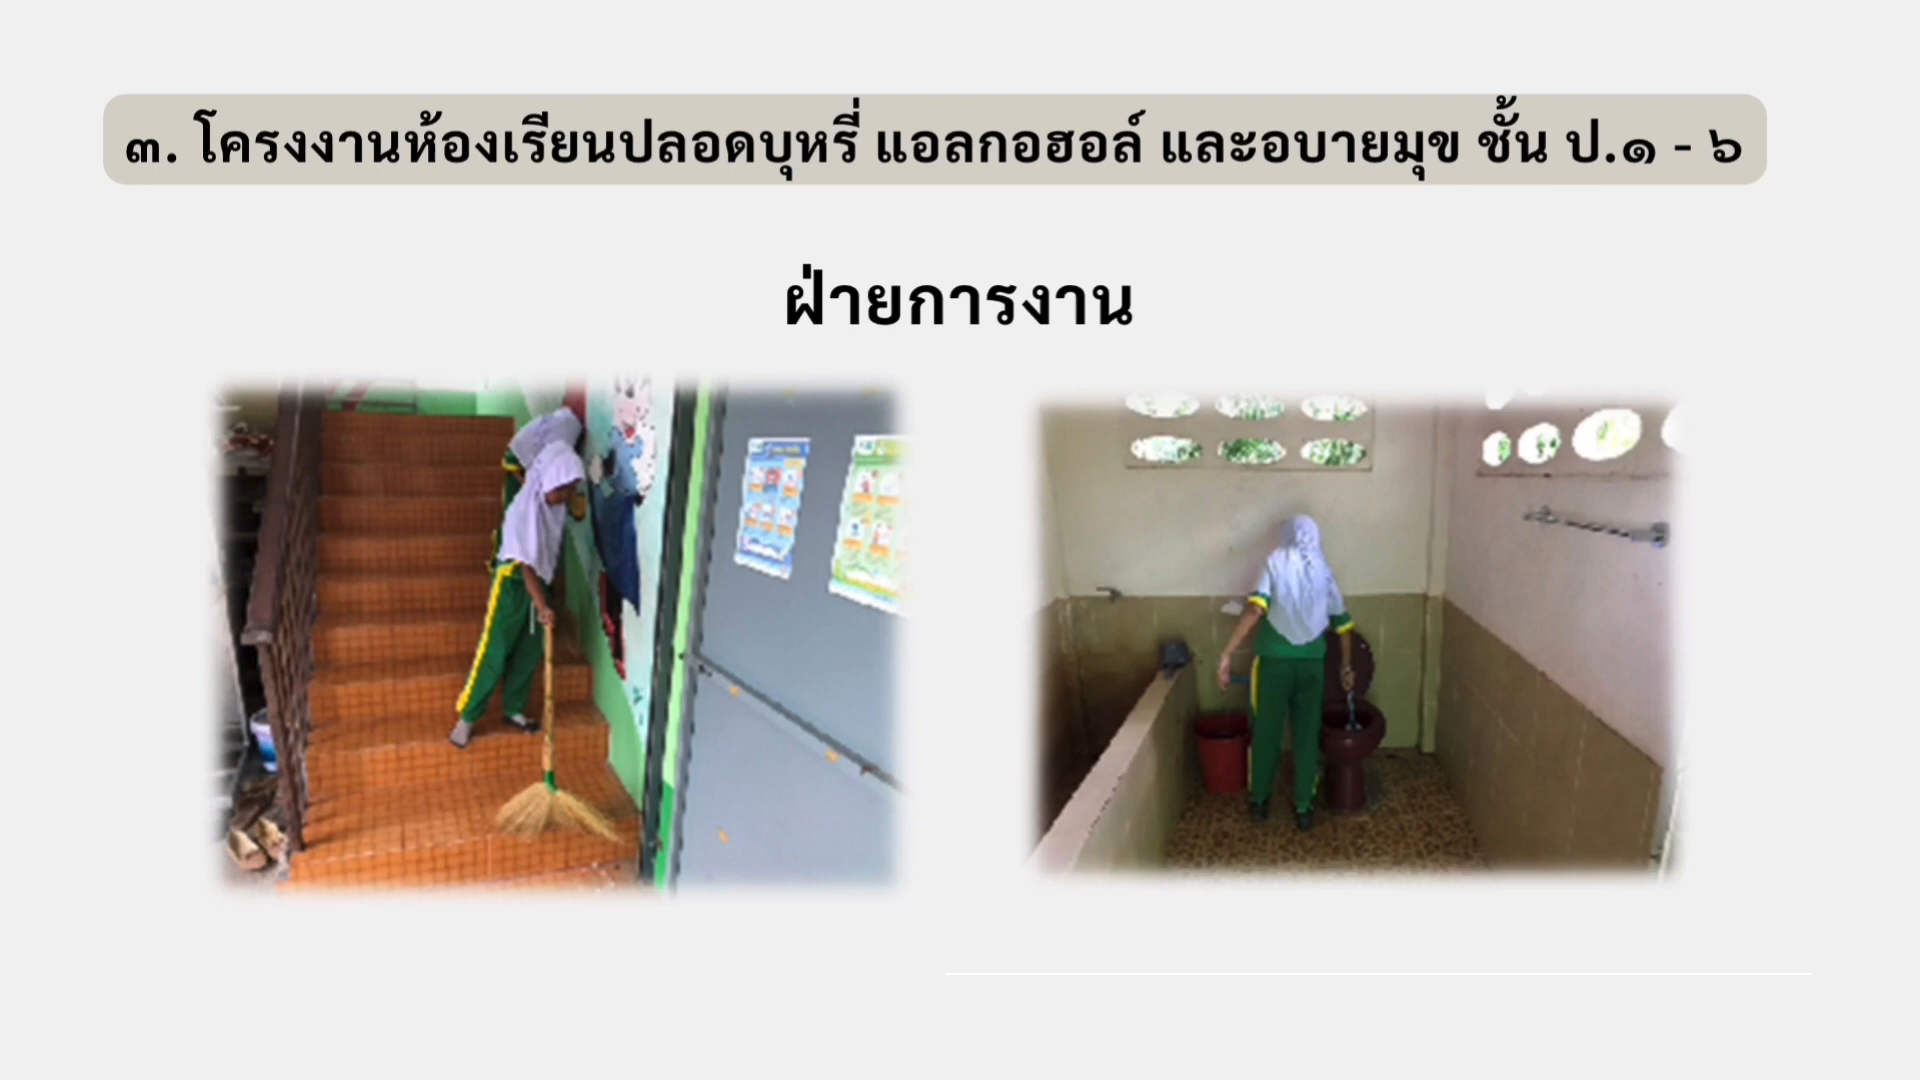 ๓. โครงงานห้องเรียนปลอดบุหรี่ แอลกอฮอล์ และอบายมุข ชั้น ป.๑ - ๖
ฝ่ายการงาน